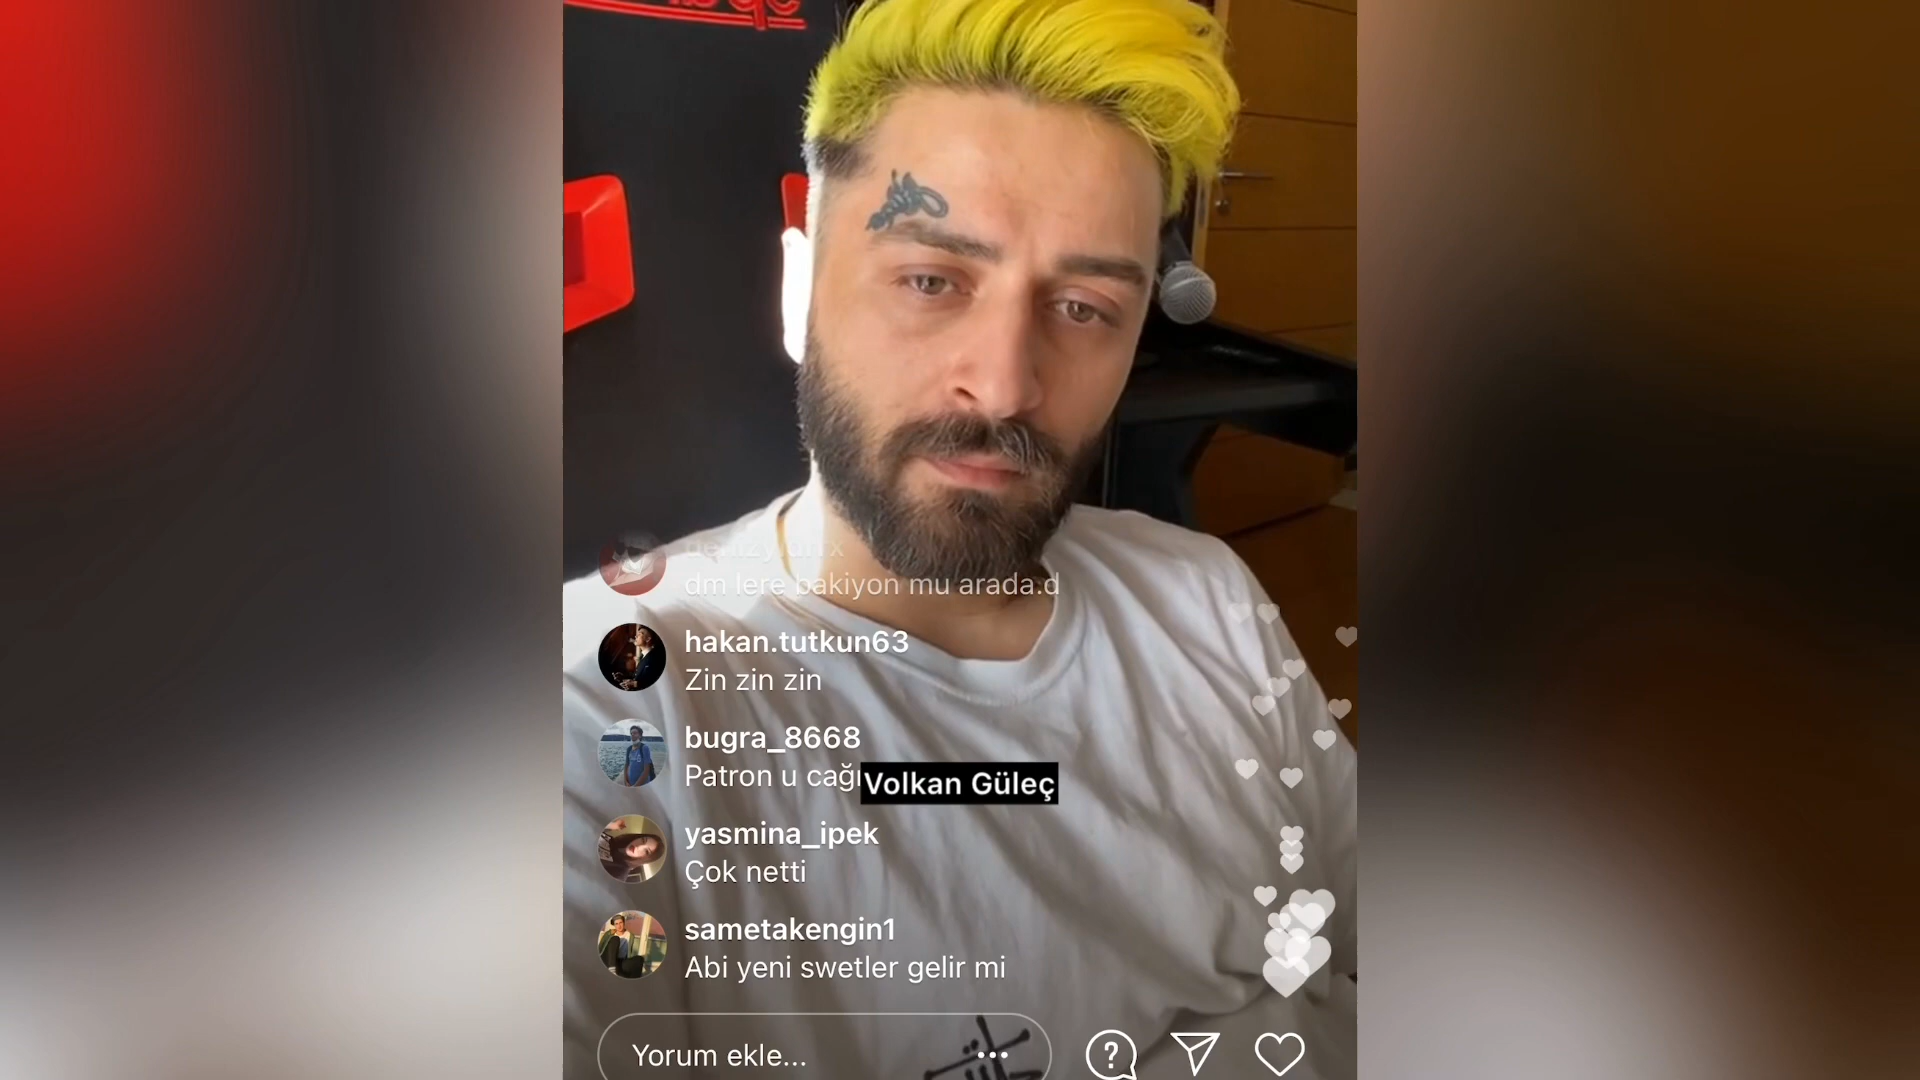 dm lere bakiyon mu arada.d
hakan.tutkun63
Zin zin zin
bugra_8668
Patron u cağı
Volkan Güleç
yasmina_ipek
Çok netti
sametakengin1
Abi yeni swetler gelir mi
Yorum ekle...